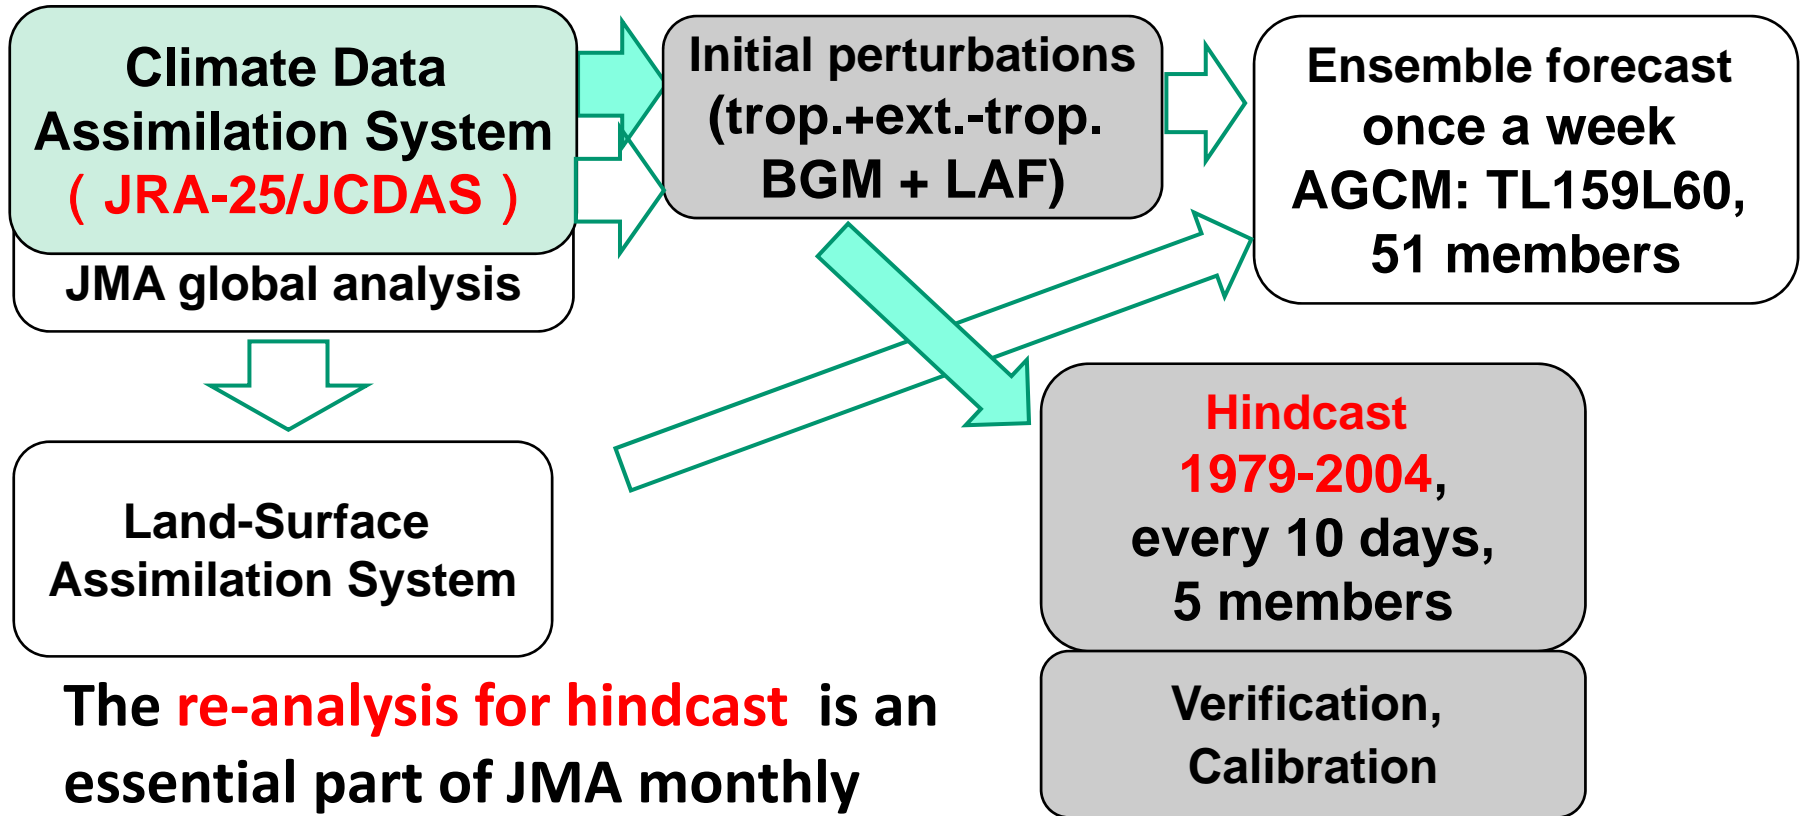 Climate Data
Assimilation System
( JRA-25/JCDAS )
JMA global analysis
Initial perturbations
(trop.+ext.-trop.
BGM + LAF)
Ensemble forecast
once a week
AGCM: TL159L60,
51 members
Land-Surface
Assimilation System
Hindcast
1979-2004,
every 10 days,
5 members
Verification,
Calibration
The re-analysis for hindcast is an
essential part of JMA monthly